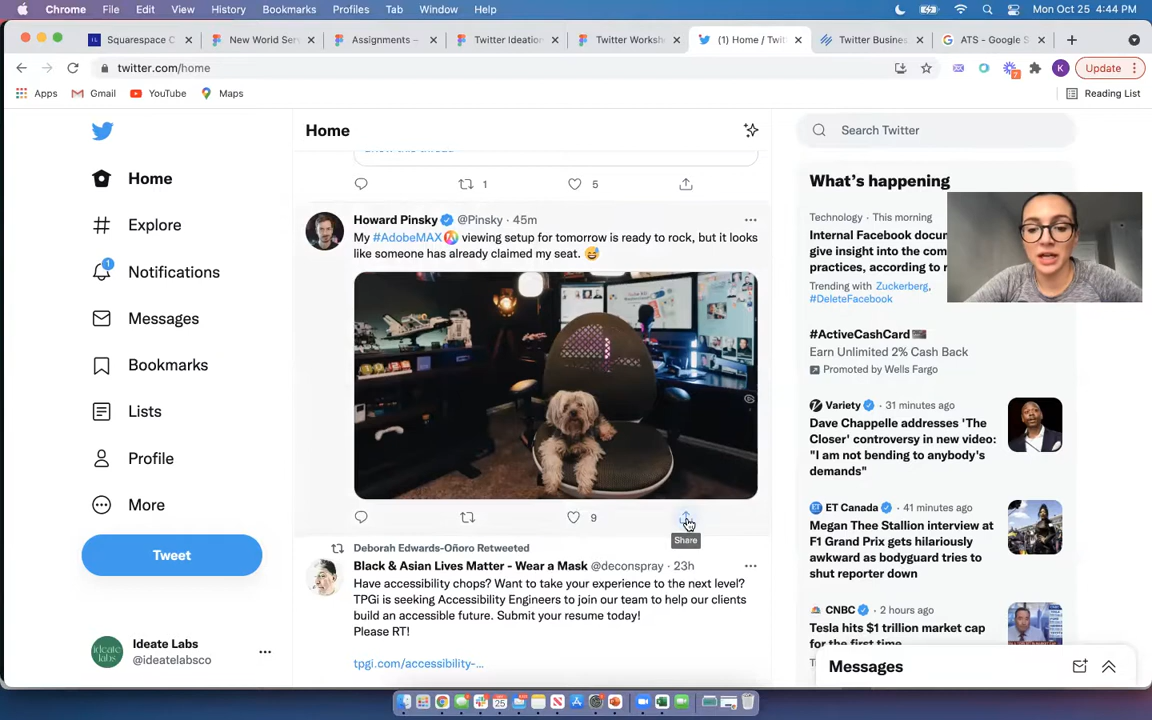 Chrome File Edit View History Bookmarks Profiles Tab Window Help Mon Oct 25 4:44 PM
Squarespace C New World Ser Assignments – Twitter Ideation Twitter Worksh (1) Home / Twit Twitter Busine ATS - Google S
twitter.com/home 7 K Update
Apps Gmail YouTube Maps Reading List
Home
Search Twitter
Home
Explore
1
Notifications
Messages
Bookmarks
Lists
Profile
More
Tweet
Ideate Labs
@ideatelabsco
ideate
labs
1 5
Howard Pinsky @Pinsky · 45m
My #AdobeMAX viewing setup for tomorrow is ready to rock, but it looks
like someone has already claimed my seat. 😅
9
Share
Deborah Edwards-Oñoro Retweeted
Black & Asian Lives Matter - Wear a Mask @deconspray · 23h
Have accessibility chops? Want to take your experience to the next level?
TPGi is seeking Accessibility Engineers to join our team to help our clients
build an accessible future. Submit your resume today!
Please RT!
tpgi.com/accessibility-...
What's happening
Technology · This morning
Internal Facebook docum
give insight into the com
practices, according to r
Trending with Zuckerberg,
#DeleteFacebook
#ActiveCashCard
Earn Unlimited 2% Cash Back
Promoted by Wells Fargo
Variety · 31 minutes ago
Dave Chappelle addresses 'The
Closer' controversy in new video:
"I am not bending to anybody's
demands"
ET Canada · 41 minutes ago
Megan Thee Stallion interview at
F1 Grand Prix gets hilariously
awkward as bodyguard tries to
shut reporter down
CNBC · 2 hours ago
Tesla hits $1 trillion market cap
for the first time
Messages